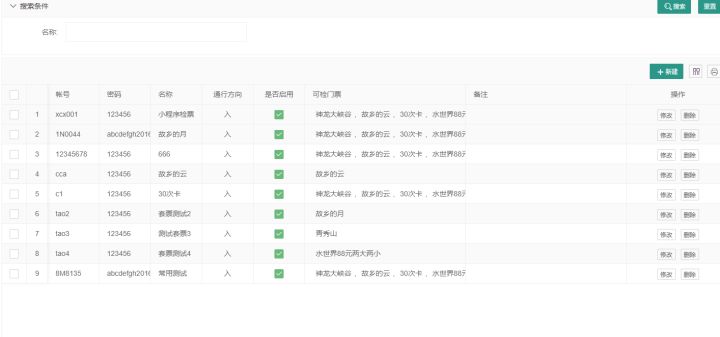 搜索条件 搜索 重置
名称:
+新建
帐号 密码 名称 通行方向 是否启用 可检门票 备注 操作
1 xcx001 123456 小程序检票 入 神龙大峡谷 , 故乡的云 , 30次卡 , 水世界88元 修改 删除
2 1N0044 abcdefgh2016 故乡的月 入 神龙大峡谷 , 故乡的云 , 30次卡 , 水世界88元 修改 删除
3 12345678 123456 666 入 神龙大峡谷 , 故乡的云 , 30次卡 , 水世界88元 修改 删除
4 cca 123456 故乡的云 入 故乡的云 修改 删除
5 c1 123456 30次卡 入 神龙大峡谷 , 故乡的云 , 30次卡 , 水世界88元 修改 删除
6 tao2 123456 套票测试2 入 故乡的月 修改 删除
7 tao3 123456 测试套票3 入 青秀山 修改 删除
8 tao4 123456 套票测试4 入 水世界88元两大两小 修改 删除
9 8M8135 abcdefgh2016 常用测试 入 神龙大峡谷 , 故乡的云 , 30次卡 , 水世界88元 修改 删除